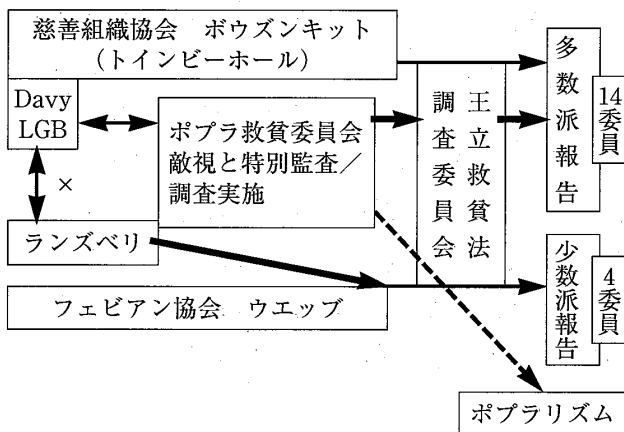 慈善組織協会　ボウズンキット
（トインビーホール）
Davy
LGB
×
ランズベリ
ポプラ救貧委員会
敵視と特別監査／
調査実施
フェビアン協会　ウエッブ
王立救貧法
調査委員会
多数派報告
14委員
少数派報告
4委員
ポプラリズム